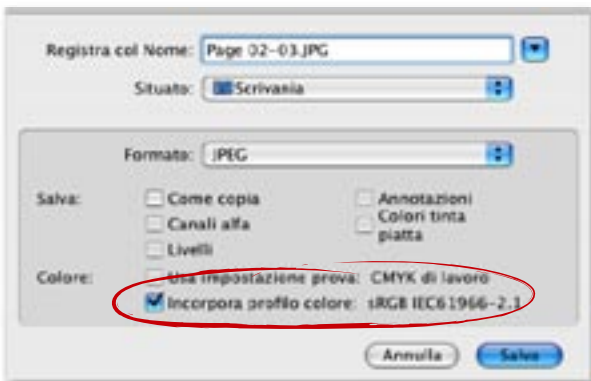 Registra col Nome: Page 02-03.JPG
Situato: Scrivania
Formato: JPEG
Salva: Come copia Annotazioni
Canali alfa Colori tinta piatta
Livelli
Colore: Usa impostazione prova: CMYK di lavoro
Incorpora profilo colore: sRGB IEC61966-2.1
Annulla Salva